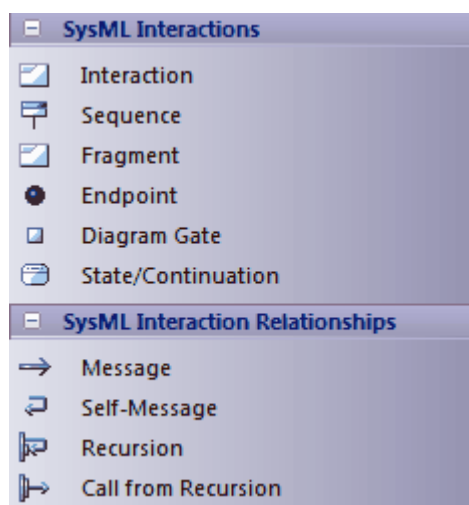 SysML Interactions
Interaction
Sequence
Fragment
Endpoint
Diagram Gate
State/Continuation
SysML Interaction Relationships
Message
Self-Message
Recursion
Call from Recursion